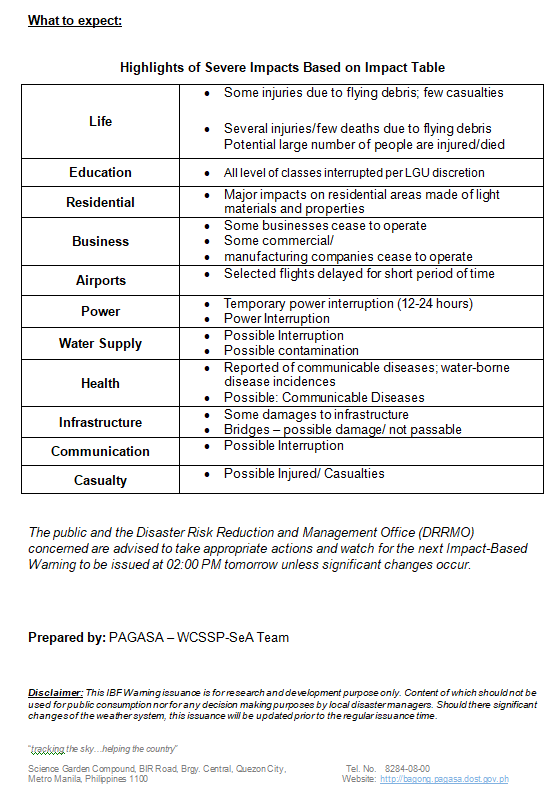 What to expect:
Highlights of Severe Impacts Based on Impact Table
Life
• Some injuries due to flying debris; few casualties
• Several injuries/few deaths due to flying debris
Potential large number of people are injured/died
Education
• All level of classes interrupted per LGU discretion
Residential
• Major impacts on residential areas made of light
materials and properties
Business
• Some businesses cease to operate
• Some commercial/
• manufacturing companies cease to operate
Airports
• Selected flights delayed for short period of time
Power
• Temporary power interruption (12-24 hours)
• Power Interruption
Water Supply
• Possible Interruption
• Possible contamination
Health
• Reported of communicable diseases; water-borne
disease incidences
• Possible: Communicable Diseases
Infrastructure
• Some damages to infrastructure
• Bridges – possible damage/ not passable
Communication
• Possible Interruption
Casualty
• Possible Injured/ Casualties
The public and the Disaster Risk Reduction and Management Office (DRRMO)
concerned are advised to take appropriate actions and watch for the next Impact-Based
Warning to be issued at 02:00 PM tomorrow unless significant changes occur.
Prepared by: PAGASA – WCSSP-SeA Team
Disclaimer: This IBF Warning issuance is for research and development purpose only. Content of which should not be
used for public consumption nor for any decision making purposes by local disaster managers. Should there significant
changes of the weather system, this issuance will be updated prior to the regular issuance time.
"tracking the sky…helping the country"
Science Garden Compound, BIR Road, Brgy. Central, Quezon City,
Metro Manila, Philippines 1100
Tel. No. 8284-08-00
Website: http://bagong.pagasa.dost.gov.ph